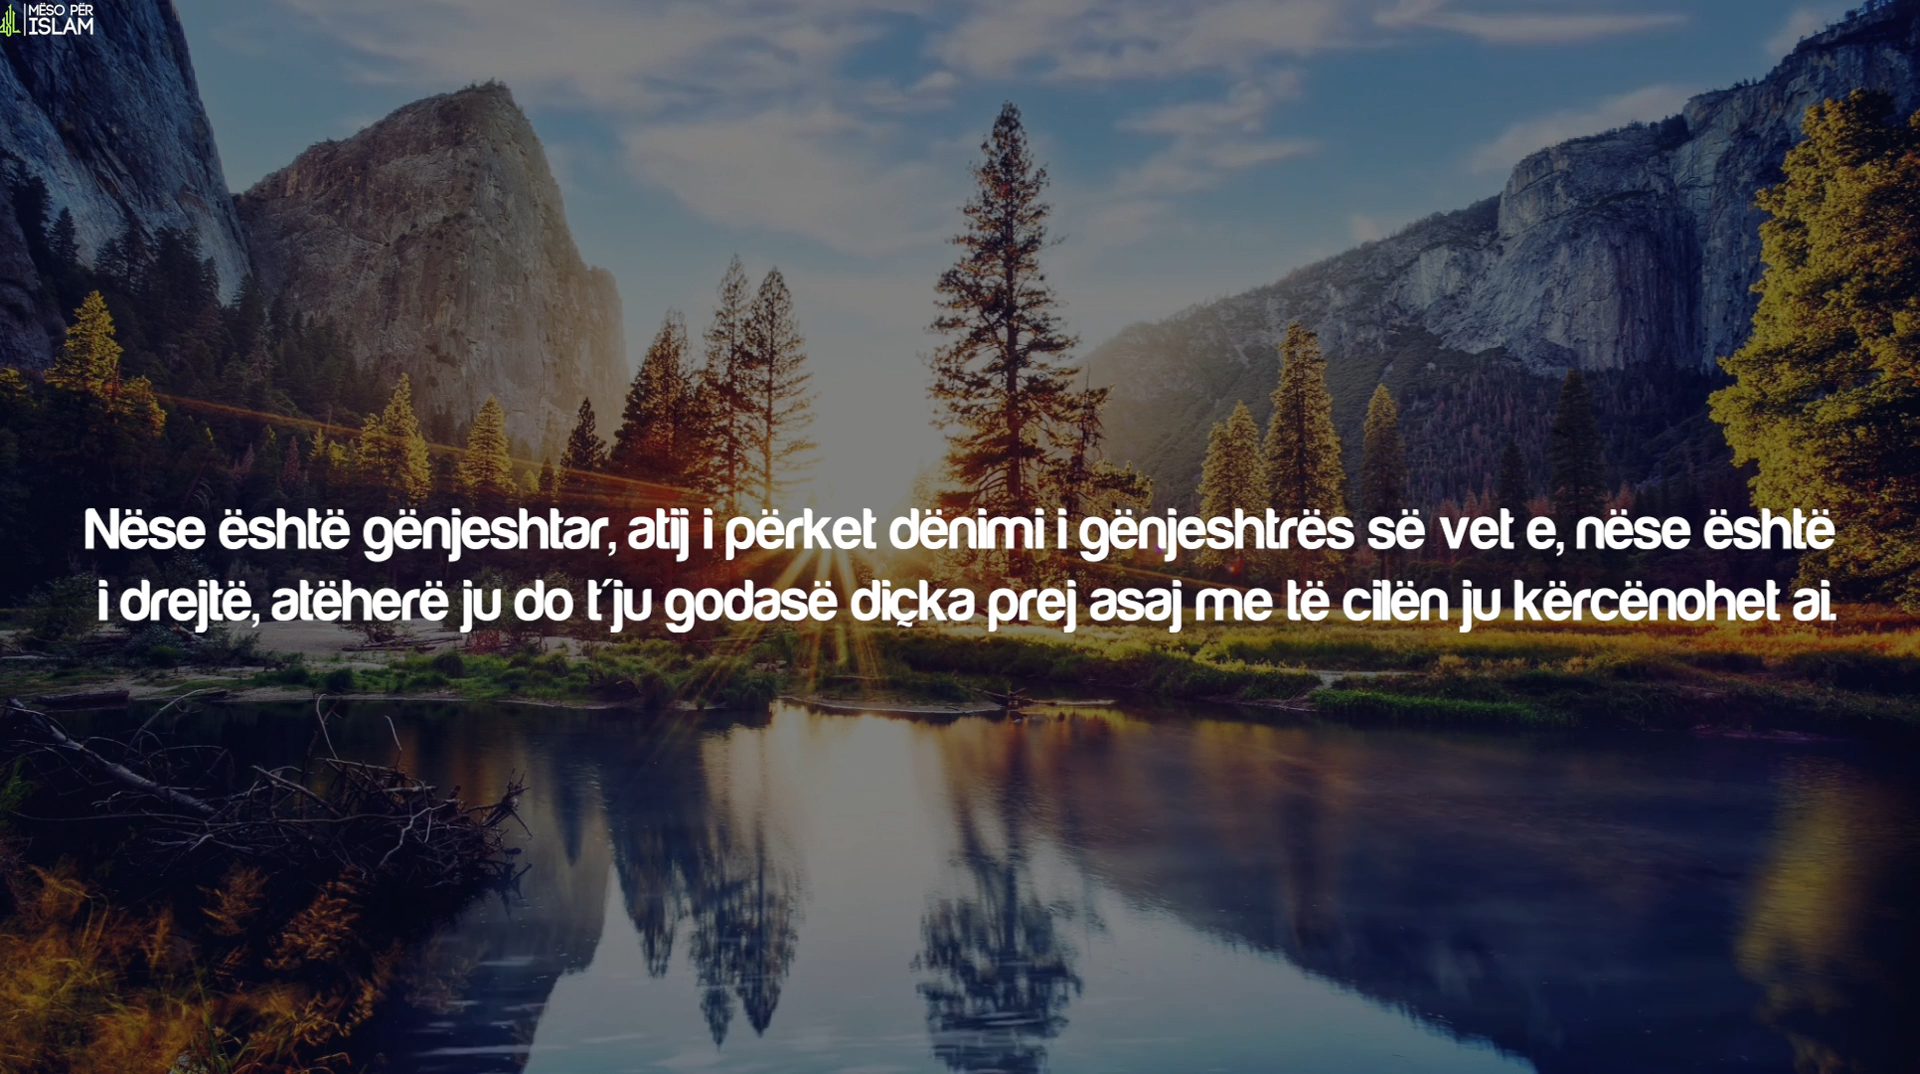 MËSO PËR
ISLAM
Nëse është gënjeshtar, atij i përket dënimi i gënjeshtrës së vet e, nëse është
i drejtë, atëherë ju do t´ju godasë diçka prej asaj me të cilën ju kërcënohet ai.